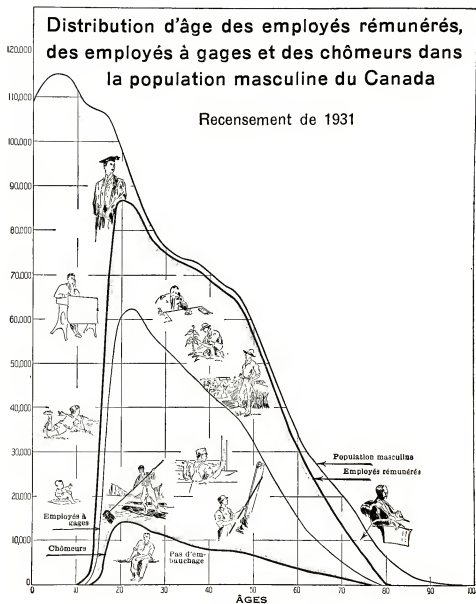 Distribution d'âge des employés rémunérés,
des employés à gages et des chômeurs dans
la population masculine du Canada
Recensement de 1931
120,000
110,000
100,000
90,000
80,000
70,000
60,000
50,000
40,000
30,000
20,000
10,000
0
Population masculine
Employés rémunérés
Employés à
gages
Chômeurs
Pas d'em-
bauchage
0 10 20 30 40 50 60 70 80 90 100
ÂGES